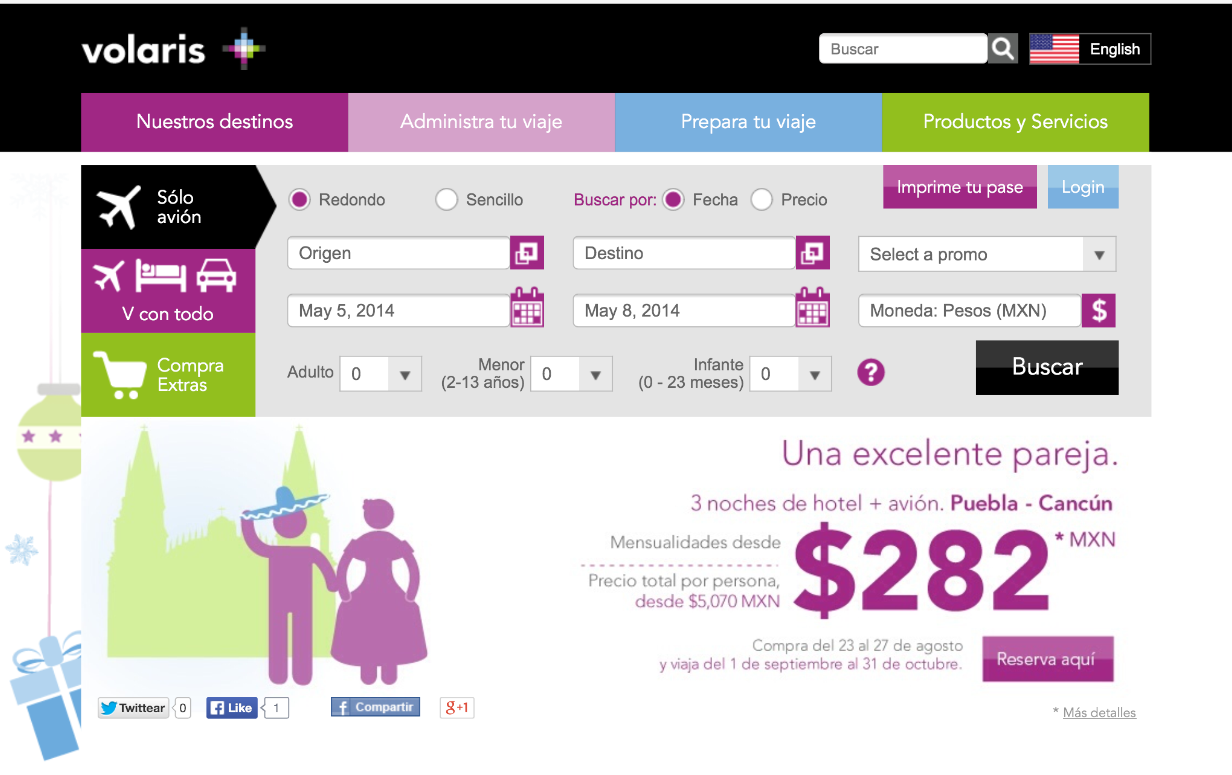 volaris
Buscar
English
Nuestros destinos
Administra tu viaje
Prepara tu viaje
Productos y Servicios
Sólo
avión
V con todo
Compra
Extras
Redondo
Sencillo
Buscar por:
Fecha
Precio
Imprime tu pase
Login
Origen
Destino
Select a promo
May 5, 2014
May 8, 2014
Moneda: Pesos (MXN)
$
Adulto
0
Menor
(2-13 años)
0
Infante
(0 - 23 meses)
0
?
Buscar
Una excelente pareja.
3 noches de hotel + avión. Puebla - Cancún
Mensualidades desde
$282* MXN
Precio total por persona,
desde $5,070 MXN
Compra del 23 al 27 de agosto
y viaja del 1 de septiembre al 31 de octubre.
Reserva aquí
Twittear
0
f Like
1
f Compartir
g+1
* Más detalles